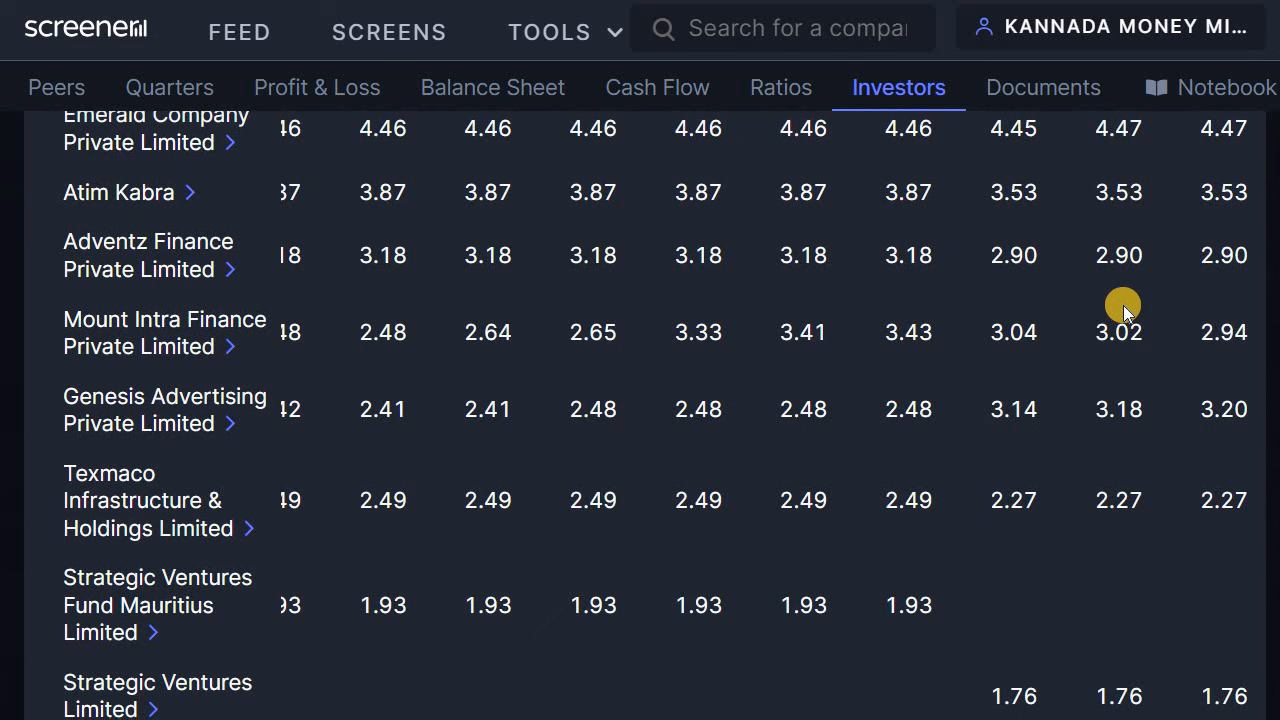 screener
FEED
SCREENS
TOOLS
Search for a compar
KANNADA MONEY MI...
Peers
Quarters
Profit & Loss
Balance Sheet
Cash Flow
Ratios
Investors
Documents
Notebook
Emerald Company
Private Limited
46 4.46 4.46 4.46 4.46 4.46 4.46 4.45 4.47 4.47
Atim Kabra
37 3.87 3.87 3.87 3.87 3.87 3.87 3.53 3.53 3.53
Adventz Finance
Private Limited
18 3.18 3.18 3.18 3.18 3.18 3.18 2.90 2.90 2.90
Mount Intra Finance
Private Limited
48 2.48 2.64 2.65 3.33 3.41 3.43 3.04 3.02 2.94
Genesis Advertising
Private Limited
42 2.41 2.41 2.48 2.48 2.48 2.48 3.14 3.18 3.20
Texmaco
Infrastructure &
Holdings Limited
49 2.49 2.49 2.49 2.49 2.49 2.49 2.27 2.27 2.27
Strategic Ventures
Fund Mauritius
Limited
93 1.93 1.93 1.93 1.93 1.93 1.93
Strategic Ventures
Limited
1.76 1.76 1.76